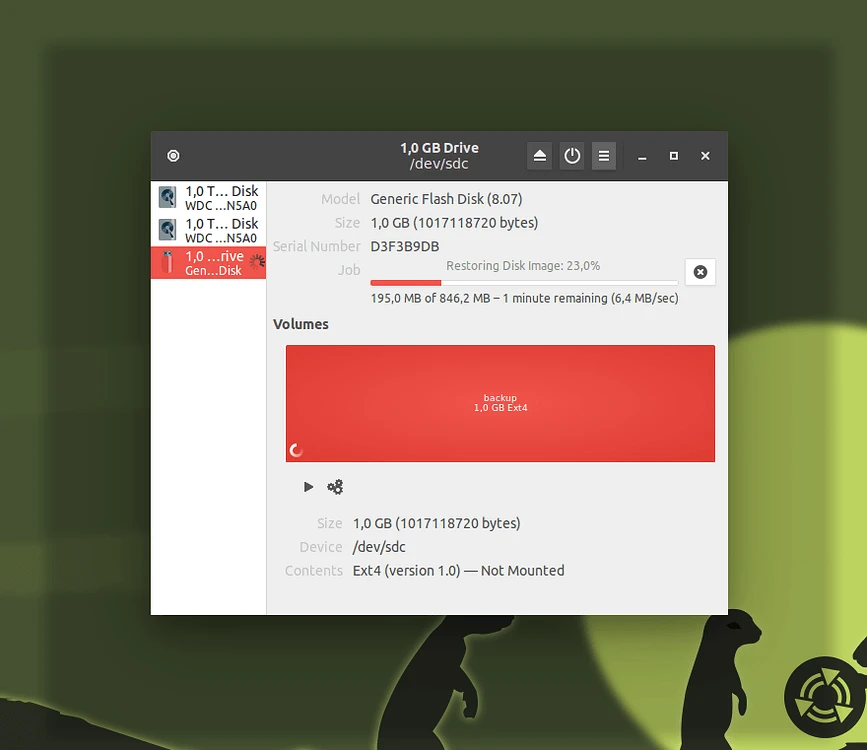 1,0 GB Drive
/dev/sdc
1,0 T… Disk
WDC …N5A0
1,0 T… Disk
WDC …N5A0
1,0 …rive
Gen…Disk
Model Generic Flash Disk (8.07)
Size 1,0 GB (1017118720 bytes)
Serial Number D3F3B9DB
Job Restoring Disk Image: 23,0%
195,0 MB of 846,2 MB – 1 minute remaining (6,4 MB/sec)
Volumes
backup
1,0 GB Ext4
Size 1,0 GB (1017118720 bytes)
Device /dev/sdc
Contents Ext4 (version 1.0) — Not Mounted